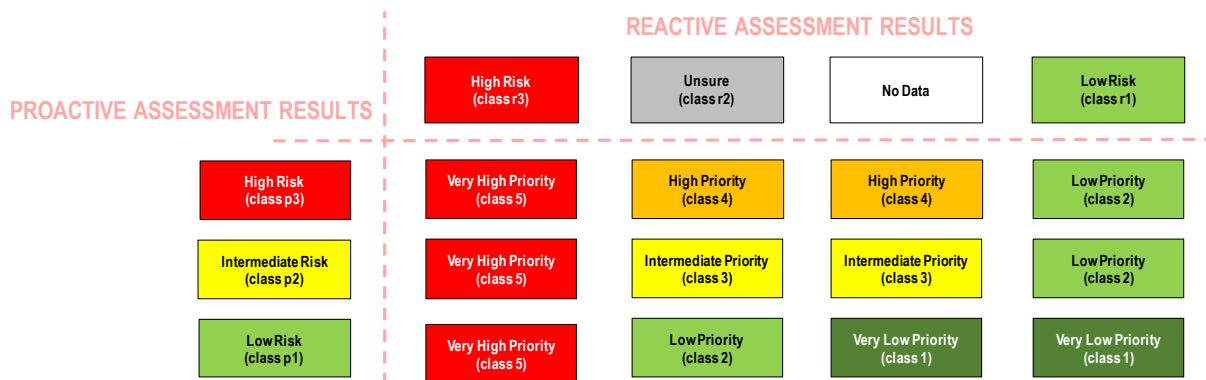 REACTIVE ASSESSMENT RESULTS
High Risk
(class r3)
Unsure
(class r2)
No Data
Low Risk
(class r1)
PROACTIVE ASSESSMENT RESULTS
High Risk
(class p3)
Very High Priority
(class 5)
High Priority
(class 4)
High Priority
(class 4)
Low Priority
(class 2)
Intermediate Risk
(class p2)
Very High Priority
(class 5)
Intermediate Priority
(class 3)
Intermediate Priority
(class 3)
Low Priority
(class 2)
Low Risk
(class p1)
Very High Priority
(class 5)
Low Priority
(class 2)
Very Low Priority
(class 1)
Very Low Priority
(class 1)